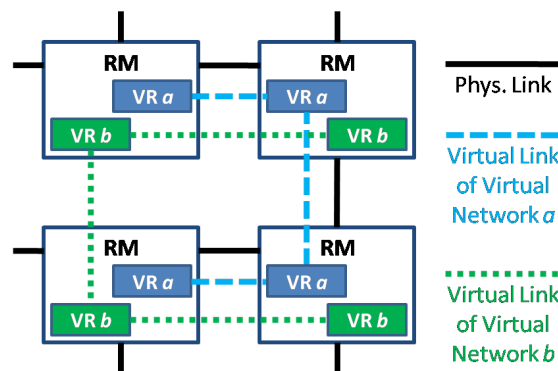 RM
RM
VR a
VR a
VR b
VR b
RM
RM
VR a
VR a
VR b
VR b
Phys. Link
Virtual Link
of Virtual
Network a
Virtual Link
of Virtual
Network b